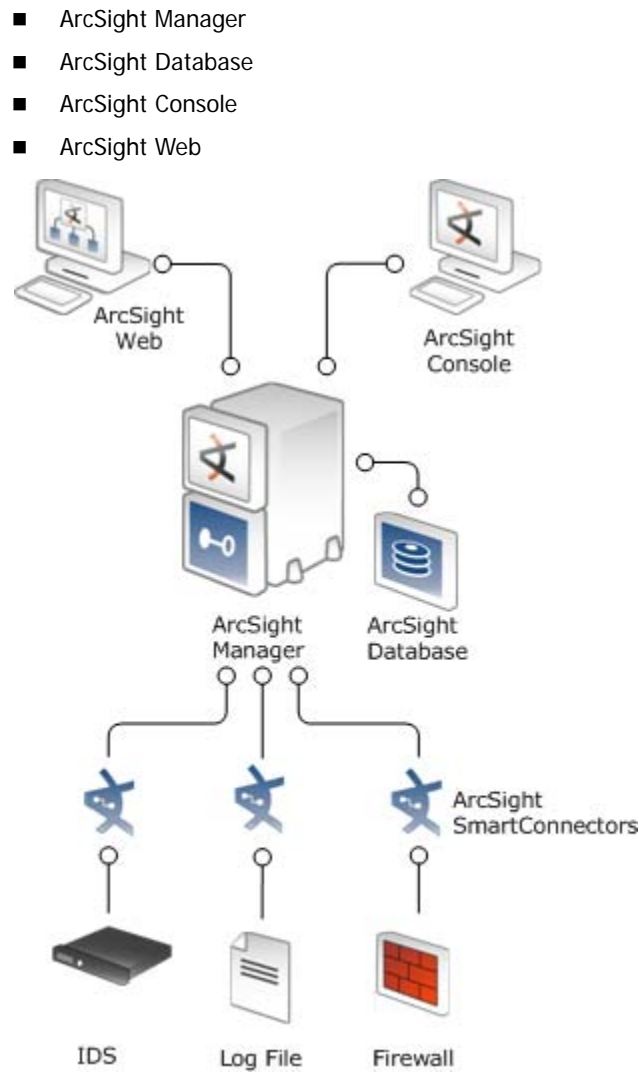 ■ ArcSight Manager
■ ArcSight Database
■ ArcSight Console
■ ArcSight Web
ArcSight
Web
ArcSight
Console
ArcSight
Manager
ArcSight
Database
ArcSight
SmartConnectors
IDS
Log File
Firewall